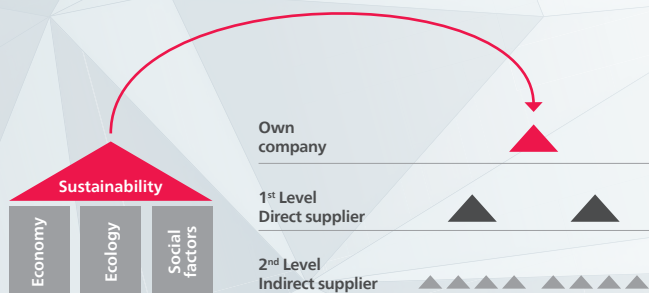 Sustainability
Economy
Ecology
Social
factors
Own
company
1st Level
Direct supplier
2nd Level
Indirect supplier